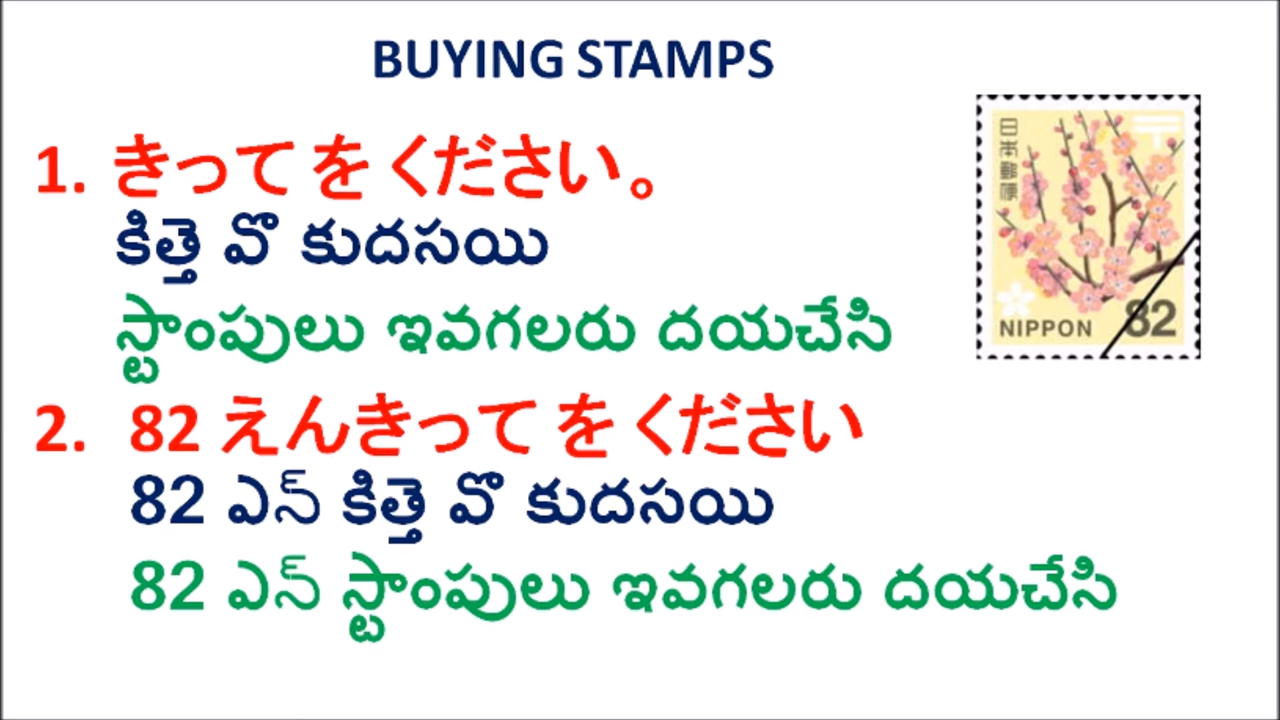 BUYING STAMPS
1. きって を ください。
కిత్తె వొ కుదసయి
స్టాంపులు ఇవగలరు దయచేసి
2. 82 えんきって を ください
82 ఎన్ కిత్తె వొ కుదసయి
82 ఎన్ స్టాంపులు ఇవగలరు దయచేసి
日本郵便
NIPPON 82